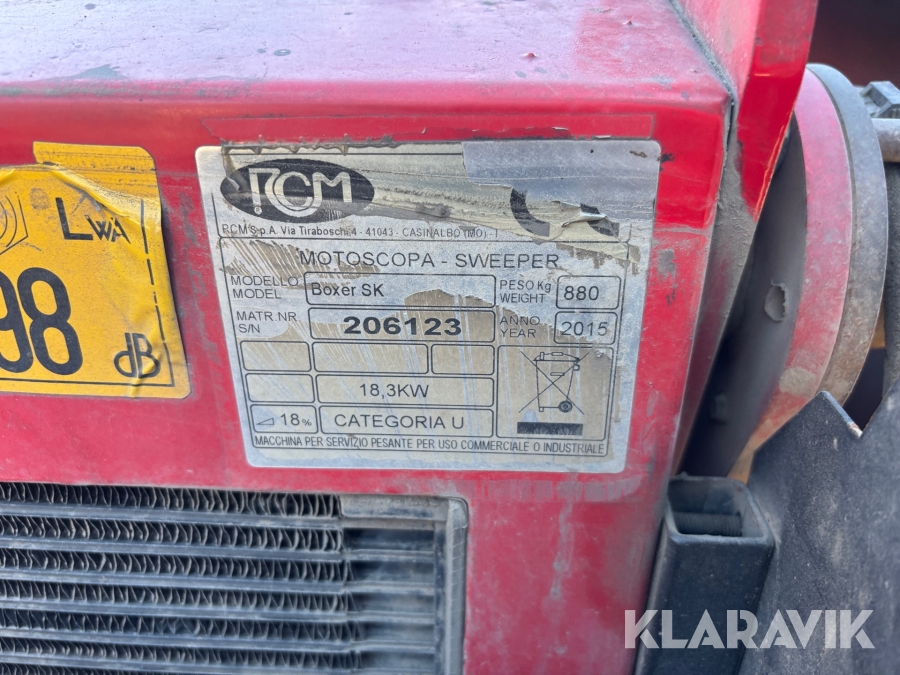 RCM
R.C.M S.p.A. Via Tiraboschi,4 - 41043 - CASINALBO (MO) - I
MOTOSCOPA - SWEEPER
MODELLO
MODEL
Boxer SK
PESO Kg
WEIGHT
880
MATR.NR
S/N
206123
ANNO
YEAR
2015
18,3KW
18%
CATEGORIA U
MACCHINA PER SERVIZIO PESANTE PER USO COMMERCIALE O INDUSTRIALE
LWA
98
dB
KLARAVIK